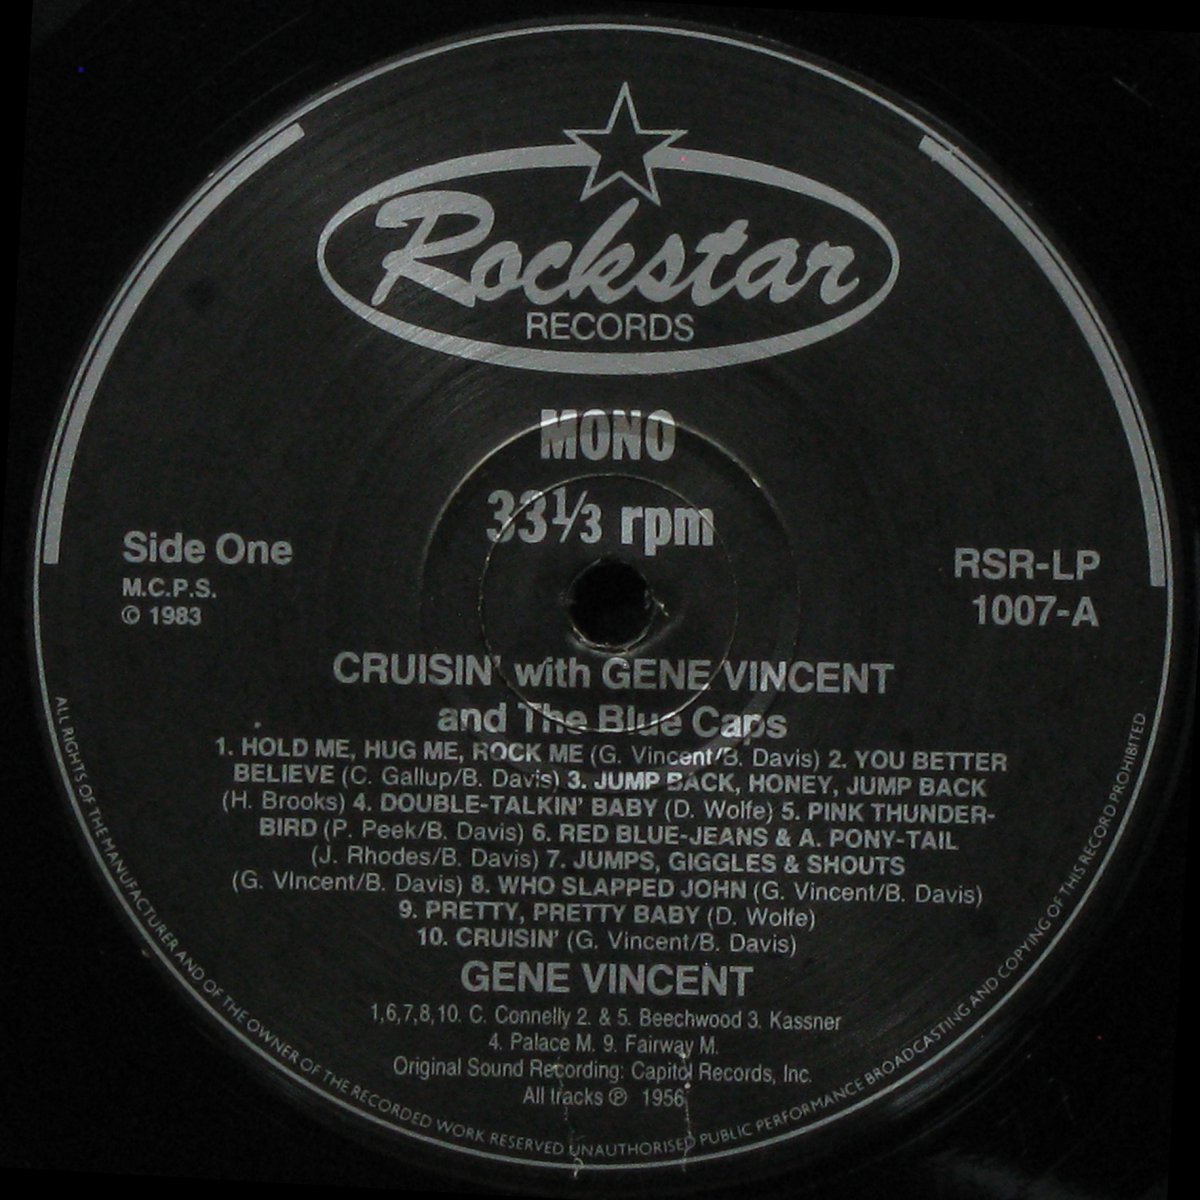 Rockstar
RECORDS
MONO
33⅓ rpm
Side One
M.C.P.S.
© 1983
RSR-LP
1007-A
CRUISIN' with GENE VINCENT
and The Blue Caps
1. HOLD ME, HUG ME, ROCK ME (G. Vincent/B. Davis) 2. YOU BETTER
BELIEVE (C. Gallup/B. Davis) 3. JUMP BACK, HONEY, JUMP BACK
(H. Brooks) 4. DOUBLE-TALKIN' BABY (D. Wolfe) 5. PINK THUNDER-
BIRD (P. Peek/B. Davis) 6. RED BLUE-JEANS & A. PONY-TAIL
(J. Rhodes/B. Davis) 7. JUMPS, GIGGLES & SHOUTS
(G. VIncent/B. Davis) 8. WHO SLAPPED JOHN (G. Vincent/B. Davis)
9. PRETTY, PRETTY BABY (D. Wolfe)
10. CRUISIN' (G. Vincent/B. Davis)
GENE VINCENT
1,6,7,8,10. C. Connelly 2. & 5. Beechwood 3. Kassner
4. Palace M. 9. Fairway M.
Original Sound Recording: Capitol Records, Inc.
All tracks ℗ 1956
ALL RIGHTS OF THE MANUFACTURER AND OF THE OWNER OF THE RECORDED WORK RESERVED UNAUTHORISED PUBLIC PERFORMANCE BROADCASTING AND COPYING OF THIS RECORD PROHIBITED